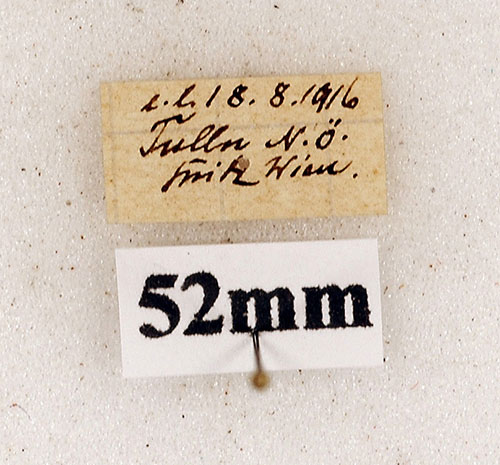 e.l. 18.8.1916
Tulln N.Ö.
Fritz Wien.
52mm